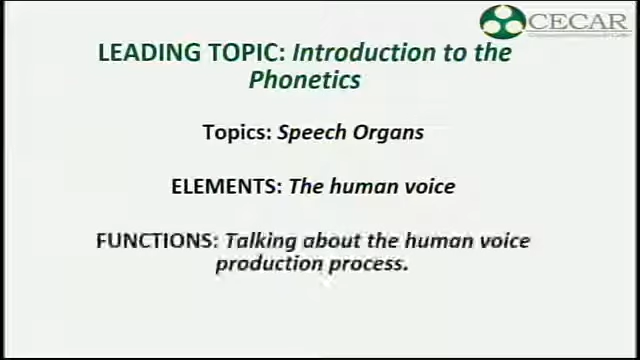 CECAR
LEADING TOPIC: Introduction to the
Phonetics
Topics: Speech Organs
ELEMENTS: The human voice
FUNCTIONS: Talking about the human voice
production process.